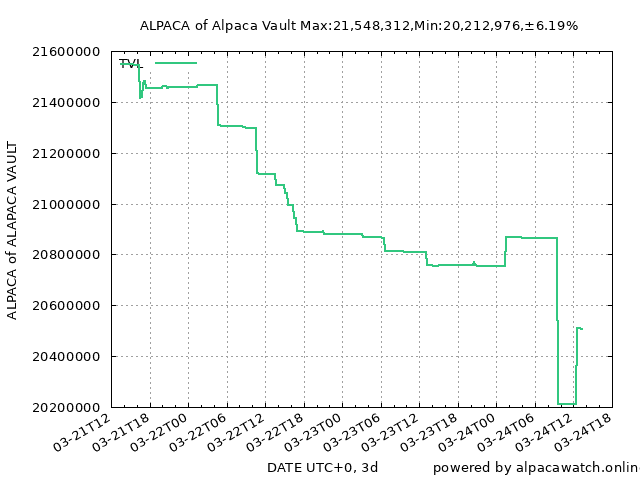 ALPACA of Alpaca Vault Max:21,548,312,Min:20,212,976,±6.19%
21600000
TVL
21400000
21200000
21000000
20800000
20600000
20400000
20200000
ALPACA of ALAPACA VAULT
03-21T12
03-21T18
03-22T00
03-22T06
03-22T12
03-22T18
03-23T00
03-23T06
03-23T12
03-23T18
03-24T00
03-24T06
03-24T12
03-24T18
DATE UTC+0, 3d
powered by alpacawatch.onlin